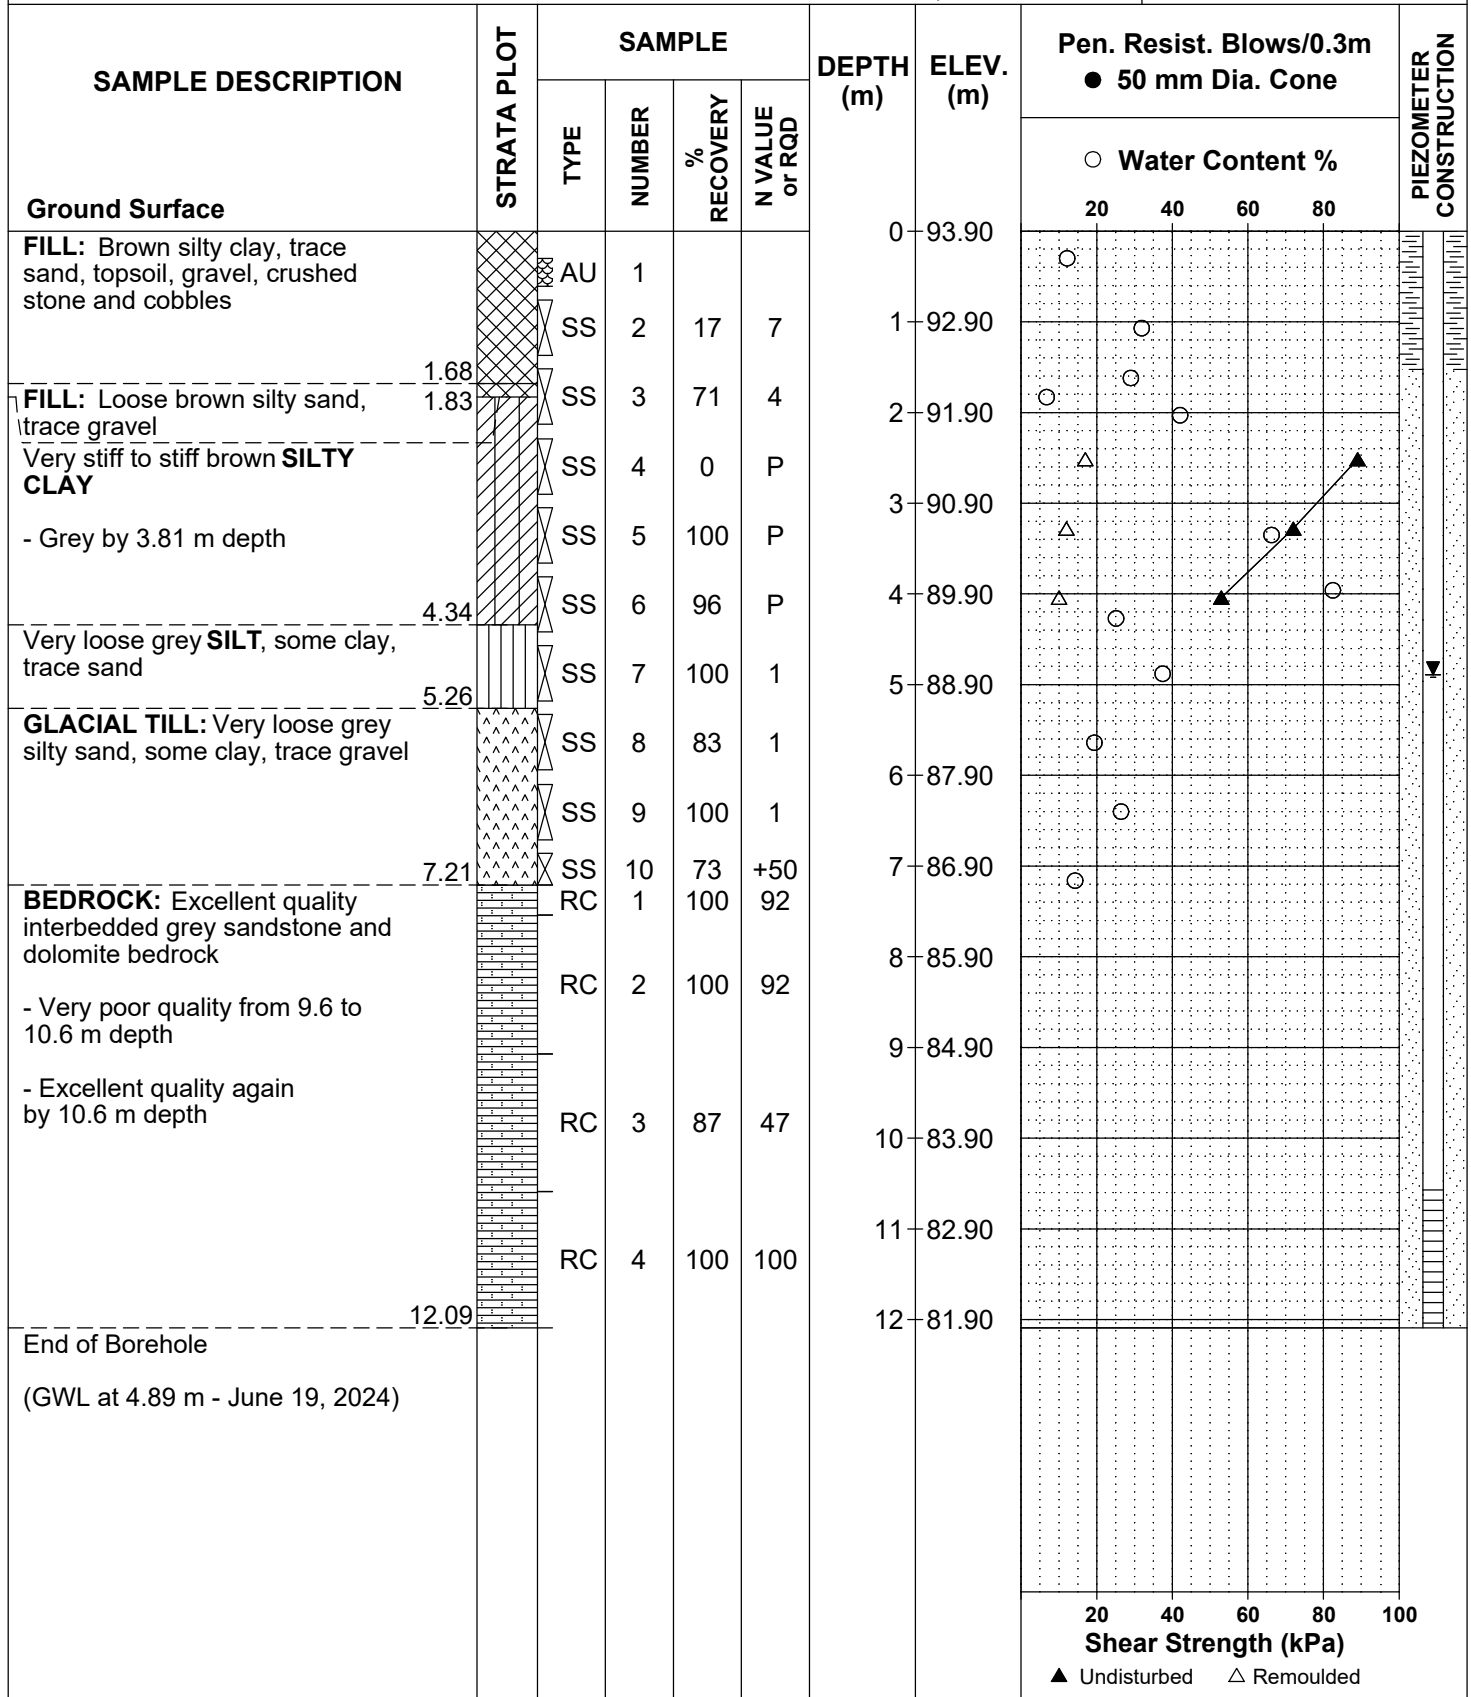 SAMPLE DESCRIPTION
STRATA PLOT
SAMPLE
TYPE
NUMBER
%
RECOVERY
N VALUE
or RQD
DEPTH
(m)
ELEV.
(m)
Pen. Resist. Blows/0.3m
● 50 mm Dia. Cone
○ Water Content %
PIEZOMETER
CONSTRUCTION
20 40 60 80
Ground Surface
0 93.90
FILL: Brown silty clay, trace
sand, topsoil, gravel, crushed
stone and cobbles
1.68
AU 1
SS 2 17 7
1 92.90
FILL: Loose brown silty sand,
trace gravel
1.83
SS 3 71 4
2 91.90
Very stiff to stiff brown SILTY
CLAY
- Grey by 3.81 m depth
4.34
SS 4 0 P
3 90.90
SS 5 100 P
SS 6 96 P
4 89.90
Very loose grey SILT, some clay,
trace sand
5.26
SS 7 100 1
5 88.90
GLACIAL TILL: Very loose grey
silty sand, some clay, trace gravel
7.21
SS 8 83 1
6 87.90
SS 9 100 1
SS 10 73 +50
7 86.90
BEDROCK: Excellent quality
interbedded grey sandstone and
dolomite bedrock
- Very poor quality from 9.6 to
10.6 m depth
- Excellent quality again
by 10.6 m depth
12.09
RC 1 100 92
8 85.90
RC 2 100 92
9 84.90
RC 3 87 47
10 83.90
11 82.90
RC 4 100 100
12 81.90
End of Borehole
(GWL at 4.89 m - June 19, 2024)
20 40 60 80 100
Shear Strength (kPa)
▲ Undisturbed △ Remoulded